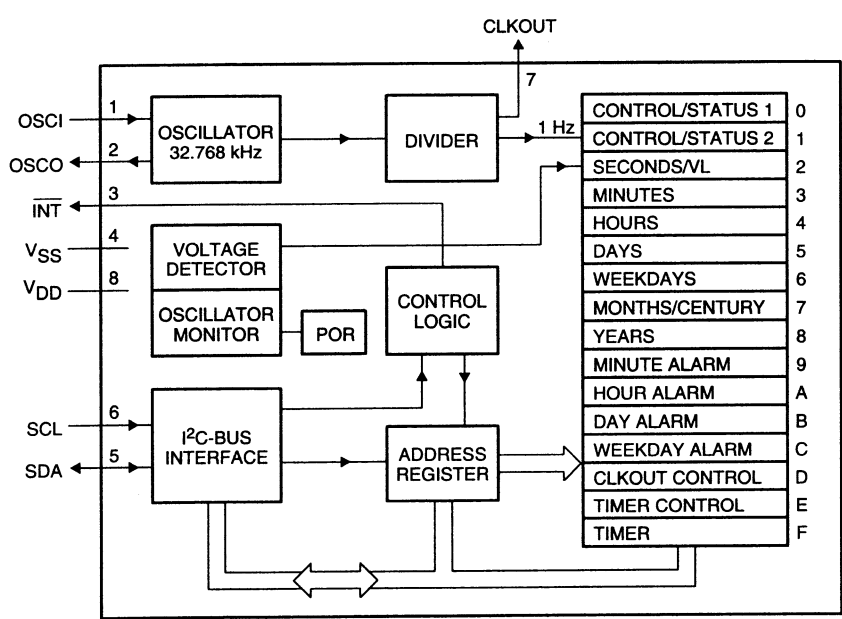 CLKOUT
7
OSCI
1
OSCO
2
OSCILLATOR
32.768 kHz
DIVIDER
1 Hz
INT
3
VSS
4
VDD
8
VOLTAGE
DETECTOR
OSCILLATOR
MONITOR
POR
CONTROL
LOGIC
SCL
6
SDA
5
I²C-BUS
INTERFACE
ADDRESS
REGISTER
CONTROL/STATUS 1 0
CONTROL/STATUS 2 1
SECONDS/VL 2
MINUTES 3
HOURS 4
DAYS 5
WEEKDAYS 6
MONTHS/CENTURY 7
YEARS 8
MINUTE ALARM 9
HOUR ALARM A
DAY ALARM B
WEEKDAY ALARM C
CLKOUT CONTROL D
TIMER CONTROL E
TIMER F